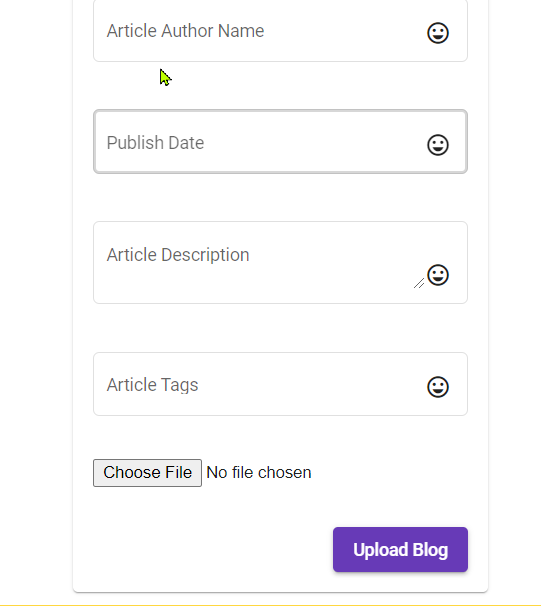 Article Author Name
Publish Date
Article Description
Article Tags
Choose File No file chosen
Upload Blog